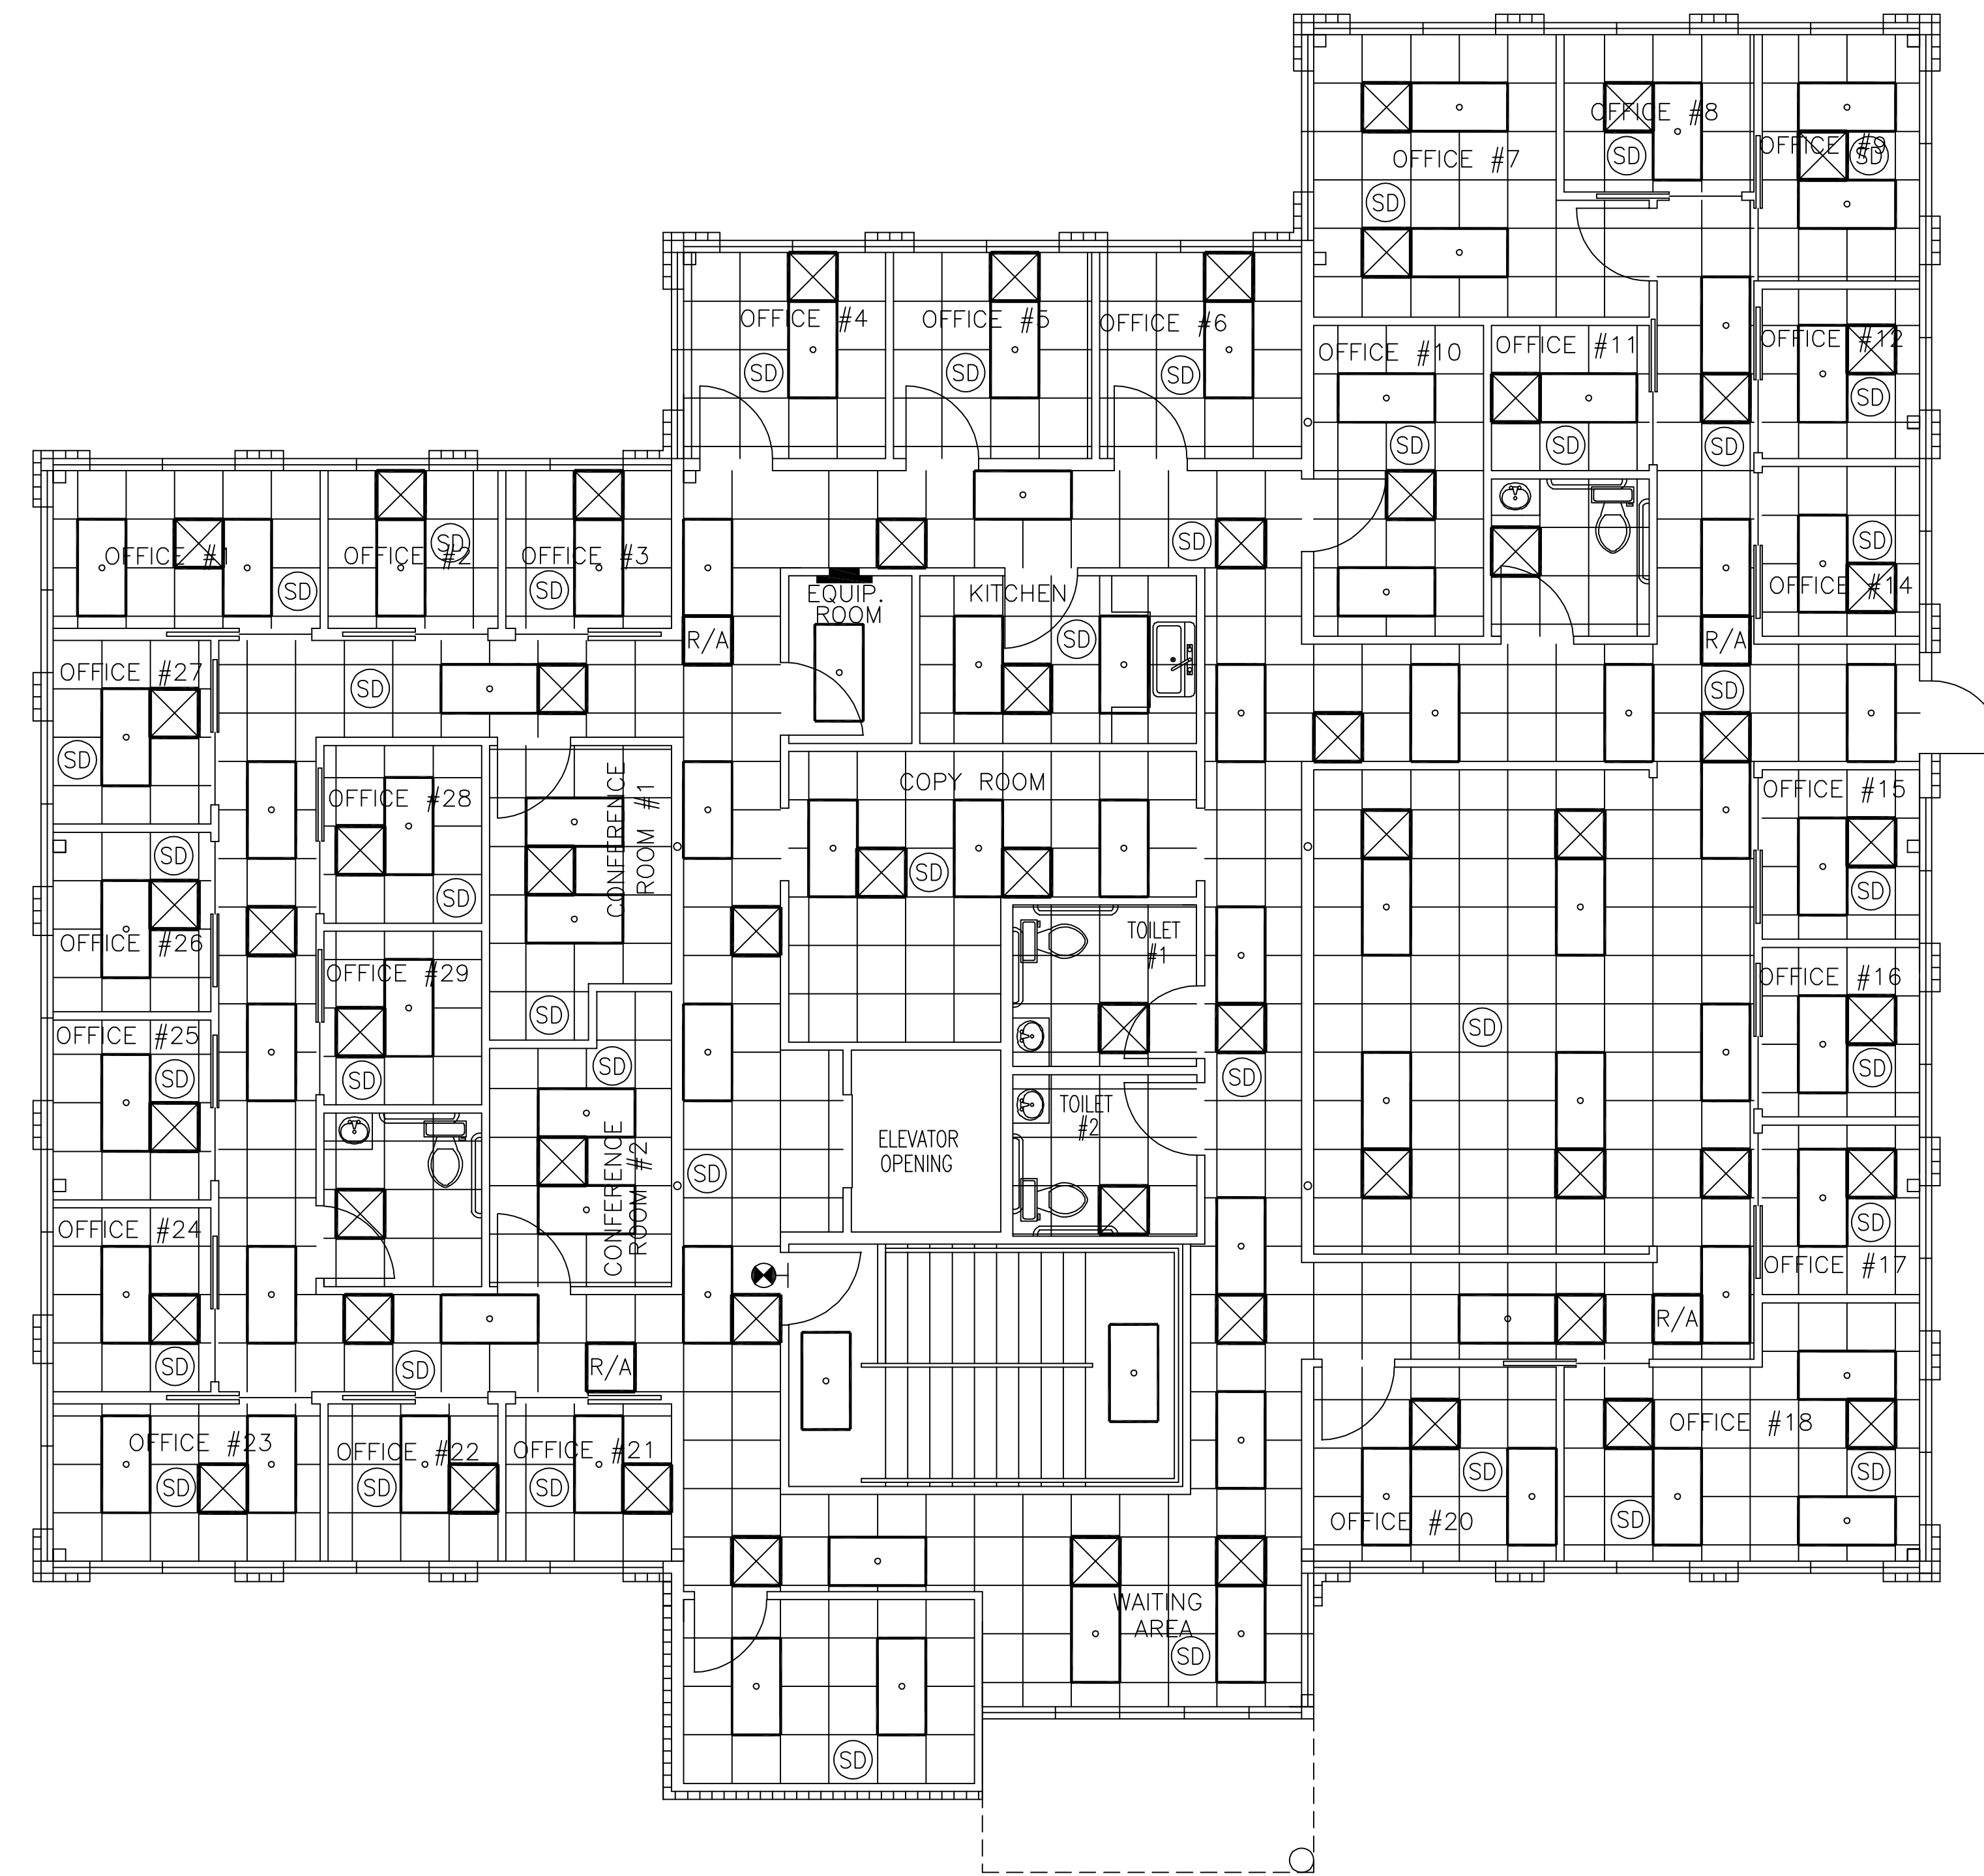 OFFICE #8
SD
OFFICE #9
SD
OFFICE #7
SD
OFFICE #4
SD
OFFICE #5
SD
OFFICE #6
SD
OFFICE #10
SD
OFFICE #11
SD
SD
OFFICE #12
SD
OFFICE #1
SD
OFFICE #2
SD
OFFICE #3
SD
SD
SD
OFFICE #14
EQUIP.
ROOM
KITCHEN
SD
R/A
R/A
SD
OFFICE #27
SD
SD
COPY ROOM
SD
OFFICE #15
SD
OFFICE #28
SD
CONFERENCE
ROOM #1
SD
SD
OFFICE #26
OFFICE #29
SD
TOILET
#1
OFFICE #16
SD
OFFICE #25
SD
SD
SD
SD
TOILET
#2
CONFERENCE
ROOM #2
SD
ELEVATOR
OPENING
SD
OFFICE #24
SD
SD
OFFICE #17
R/A
R/A
SD
OFFICE #23
SD
OFFICE #22
SD
OFFICE #21
SD
OFFICE #18
SD
SD
SD
OFFICE #20
WAITING
AREA
SD
SD